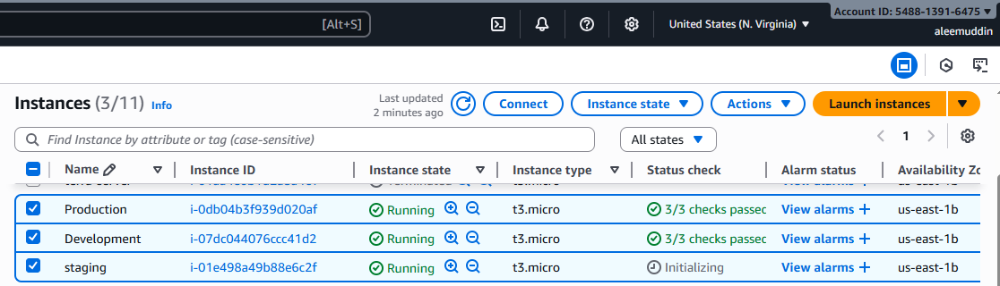 Account ID: 5488-1391-6475
[Alt+S] United States (N. Virginia) aleemuddin
Instances (3/11) Info Last updated 2 minutes ago Connect Instance state Actions Launch instances
Find Instance by attribute or tag (case-sensitive) All states 1
Name Instance ID Instance state Instance type Status check Alarm status Availability Zo
Terminated t3.micro View alarms + us-east-1b
Production i-0db04b3f939d020af Running t3.micro 3/3 checks passec View alarms + us-east-1b
Development i-07dc044076ccc41d2 Running t3.micro 3/3 checks passec View alarms + us-east-1b
staging i-01e498a49b88e6c2f Running t3.micro Initializing View alarms + us-east-1b